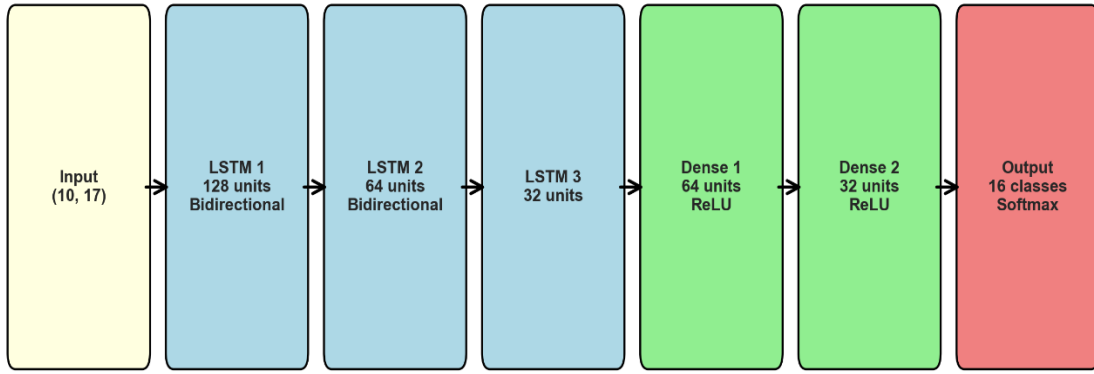 Input
(10, 17)
LSTM 1
128 units
Bidirectional
LSTM 2
64 units
Bidirectional
LSTM 3
32 units
Dense 1
64 units
ReLU
Dense 2
32 units
ReLU
Output
16 classes
Softmax